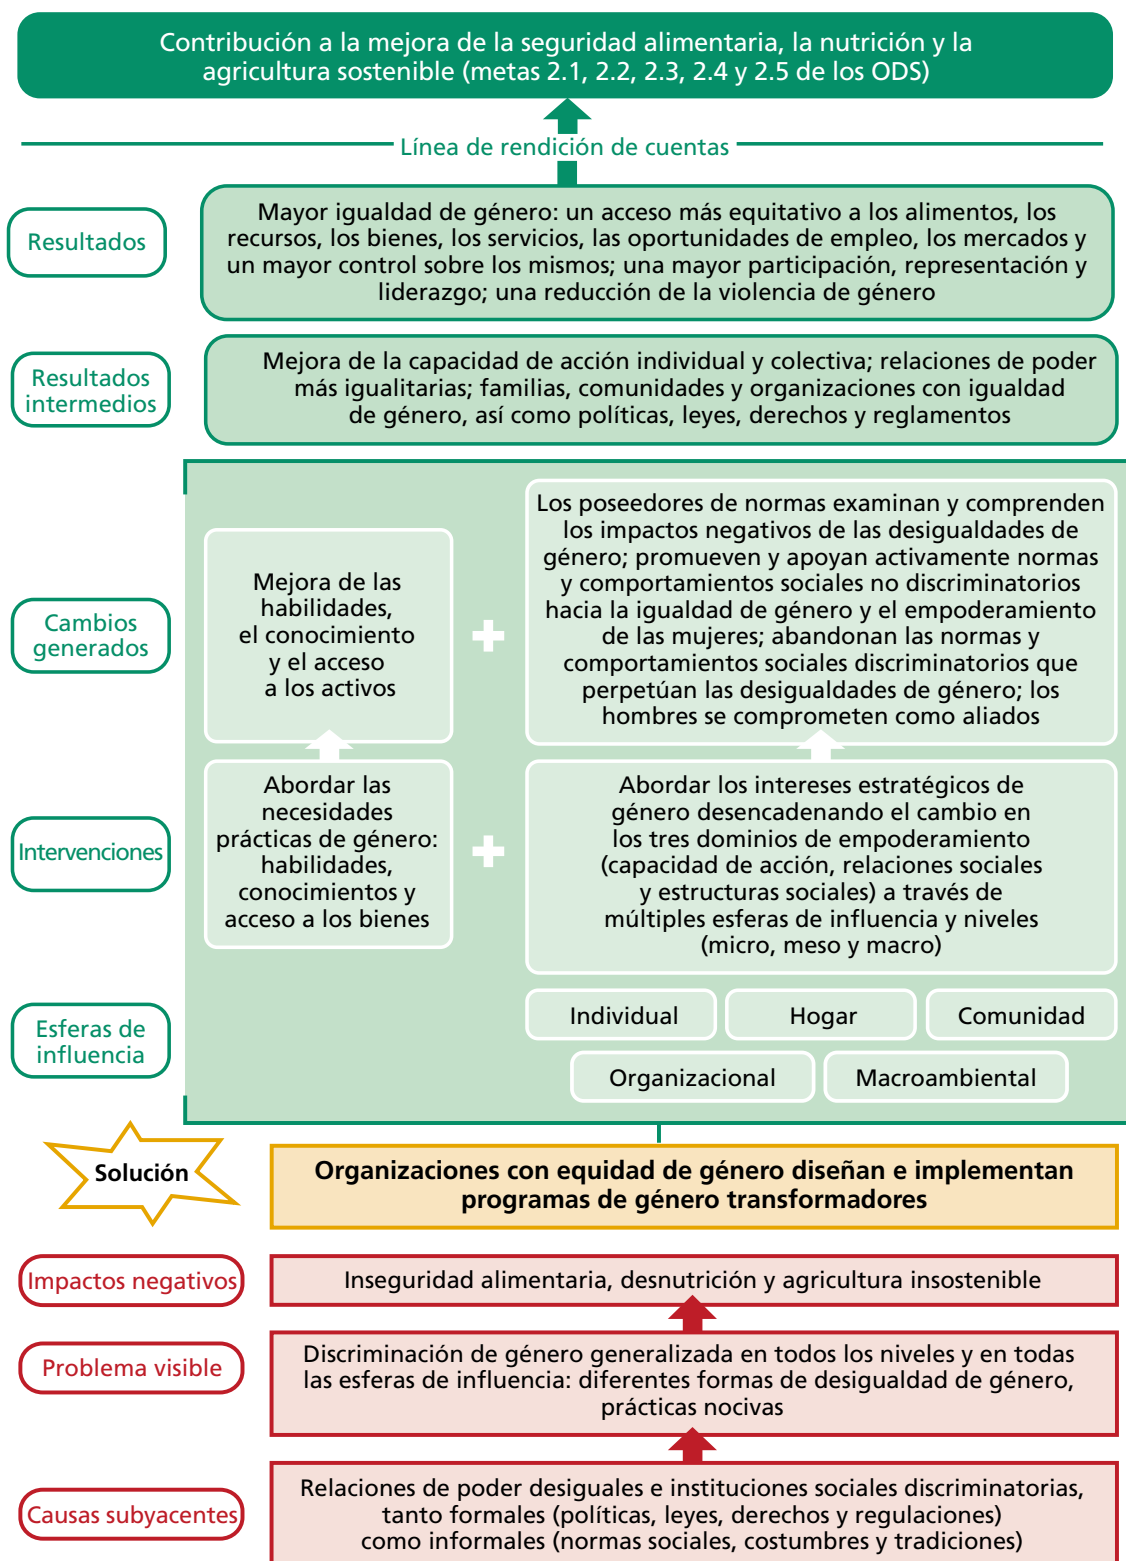 Contribución a la mejora de la seguridad alimentaria, la nutrición y la
agricultura sostenible (metas 2.1, 2.2, 2.3, 2.4 y 2.5 de los ODS)
Línea de rendición de cuentas
Resultados
Mayor igualdad de género: un acceso más equitativo a los alimentos, los
recursos, los bienes, los servicios, las oportunidades de empleo, los mercados y
un mayor control sobre los mismos; una mayor participación, representación y
liderazgo; una reducción de la violencia de género
Resultados
intermedios
Mejora de la capacidad de acción individual y colectiva; relaciones de poder
más igualitarias; familias, comunidades y organizaciones con igualdad
de género, así como políticas, leyes, derechos y reglamentos
Cambios
generados
Mejora de las
habilidades,
el conocimiento
y el acceso
a los activos
Los poseedores de normas examinan y comprenden
los impactos negativos de las desigualdades de
género; promueven y apoyan activamente normas
y comportamientos sociales no discriminatorios
hacia la igualdad de género y el empoderamiento
de las mujeres; abandonan las normas y
comportamientos sociales discriminatorios que
perpetúan las desigualdades de género; los
hombres se comprometen como aliados
Intervenciones
Abordar las
necesidades
prácticas de género:
habilidades,
conocimientos y
acceso a los bienes
Abordar los intereses estratégicos de
género desencadenando el cambio en
los tres dominios de empoderamiento
(capacidad de acción, relaciones sociales
y estructuras sociales) a través de
múltiples esferas de influencia y niveles
(micro, meso y macro)
Esferas de
influencia
Individual
Hogar
Comunidad
Organizacional
Macroambiental
Solución
Organizaciones con equidad de género diseñan e implementan
programas de género transformadores
Impactos negativos
Inseguridad alimentaria, desnutrición y agricultura insostenible
Problema visible
Discriminación de género generalizada en todos los niveles y en todas
las esferas de influencia: diferentes formas de desigualdad de género,
prácticas nocivas
Causas subyacentes
Relaciones de poder desiguales e instituciones sociales discriminatorias,
tanto formales (políticas, leyes, derechos y regulaciones)
como informales (normas sociales, costumbres y tradiciones)